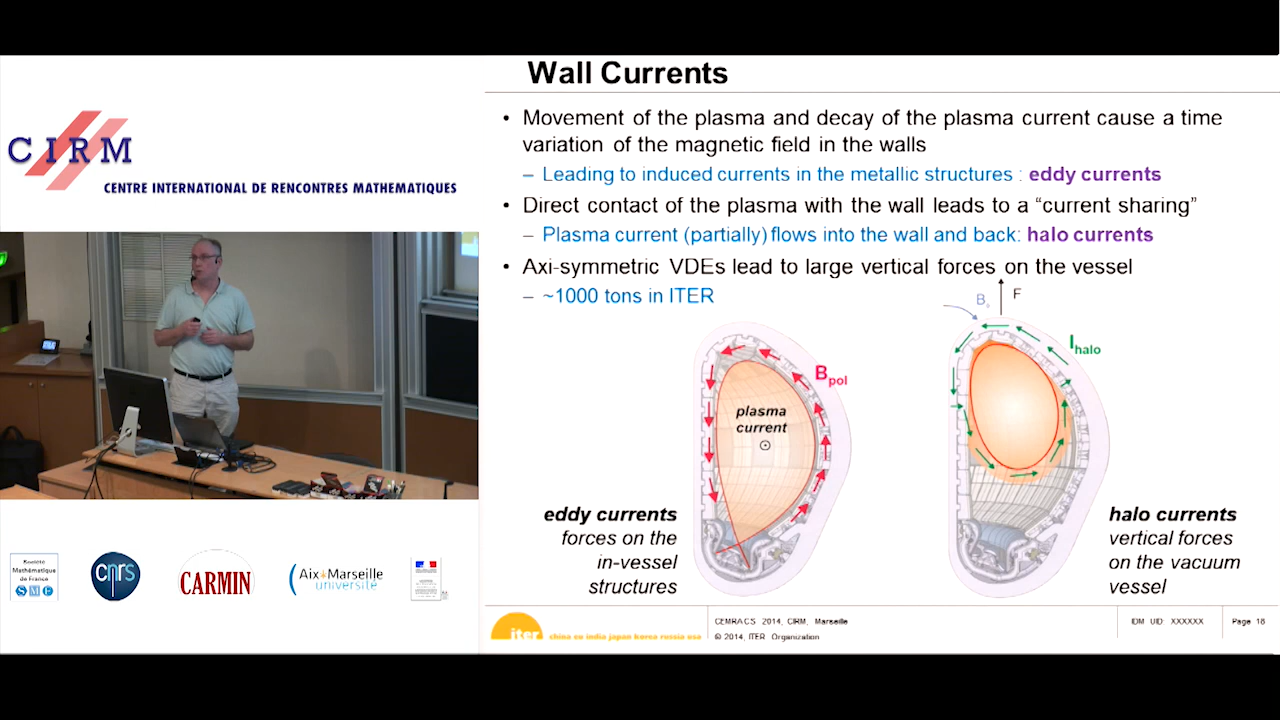 CIRM
CENTRE INTERNATIONAL DE RENCONTRES MATHEMATIQUES
Société
Mathématique
de France
SMF
cnrs
CARMIN
Aix*Marseille
université
Wall Currents
• Movement of the plasma and decay of the plasma current cause a time
variation of the magnetic field in the walls
– Leading to induced currents in the metallic structures : eddy currents
• Direct contact of the plasma with the wall leads to a “current sharing”
– Plasma current (partially) flows into the wall and back: halo currents
• Axi-symmetric VDEs lead to large vertical forces on the vessel
– ~1000 tons in ITER
F
Ihalo
Bpol
plasma
current
eddy currents
forces on the
in-vessel
structures
halo currents
vertical forces
on the vacuum
vessel
iter
china eu india japan korea russia usa
CEMRACS 2014, CIRM, Marseille
© 2014, ITER Organization
IDM UID: XXXXXX
Page 18